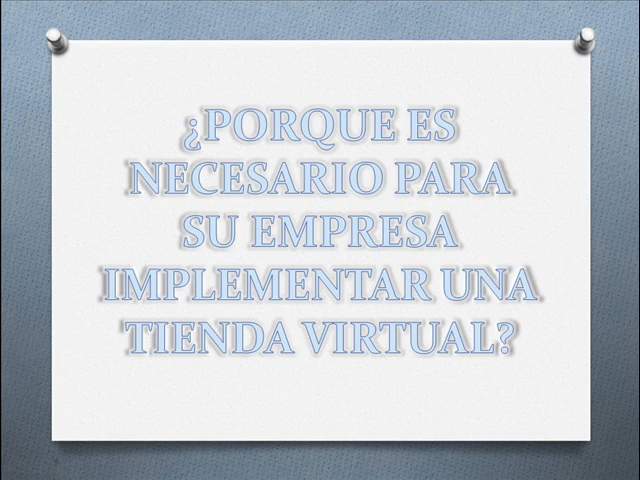 ¿PORQUE ES
NECESARIO PARA
SU EMPRESA
IMPLEMENTAR UNA
TIENDA VIRTUAL?